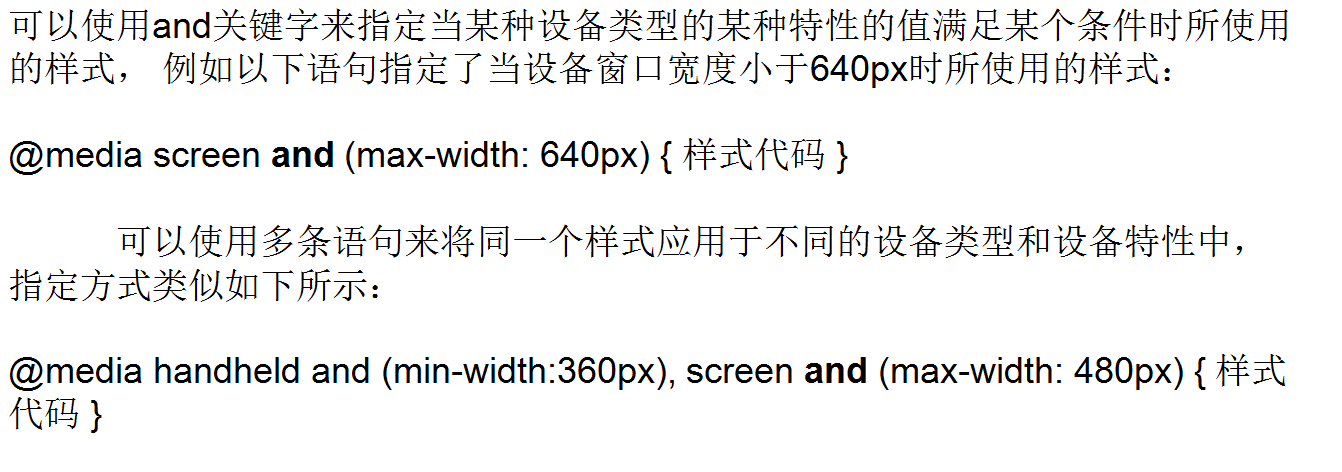 可以使用and关键字来指定当某种设备类型的某种特性的值满足某个条件时所使用
的样式， 例如以下语句指定了当设备窗口宽度小于640px时所使用的样式：
@media screen and (max-width: 640px) { 样式代码 }
可以使用多条语句来将同一个样式应用于不同的设备类型和设备特性中，
指定方式类似如下所示：
@media handheld and (min-width:360px), screen and (max-width: 480px) { 样式
代码 }